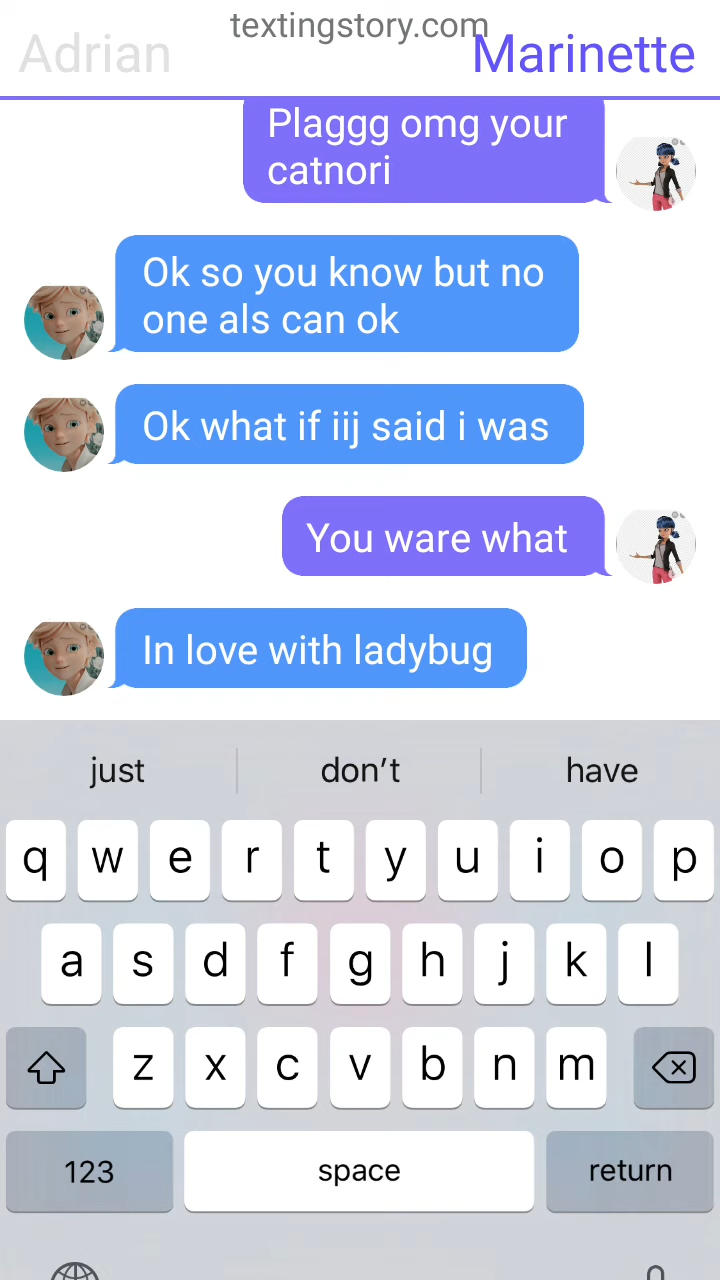 textingstory.com
Adrian
Marinette
Plaggg omg your
catnori
Ok so you know but no
one als can ok
Ok what if iij said i was
You ware what
In love with ladybug
just don't have
q w e r t y u i o p
a s d f g h j k l
z x c v b n m
123 space return